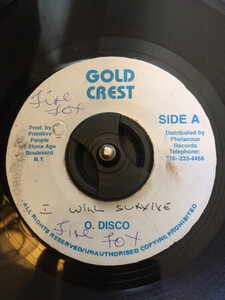 GOLD
CREST
Fire
Fox
SIDE A
Prod. by
Primitive
People
Stone Age
Boulevard
N.Y.
Distributed by
Phelanous
Records
Telephone:
516-233-4456
I WILL SURVIVE
O. DISCO
Fire Fox
ALL RIGHTS RESERVED/UNAUTHORISED COPYING PROHIBITED